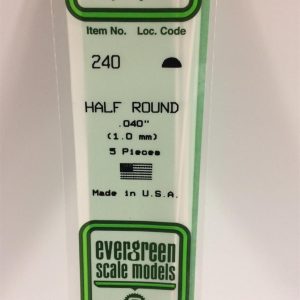 Item No. Loc. Code
240
HALF ROUND
.040"
(1.0 mm)
5 Pieces
Made in U.S.A.
evergreen
scale models